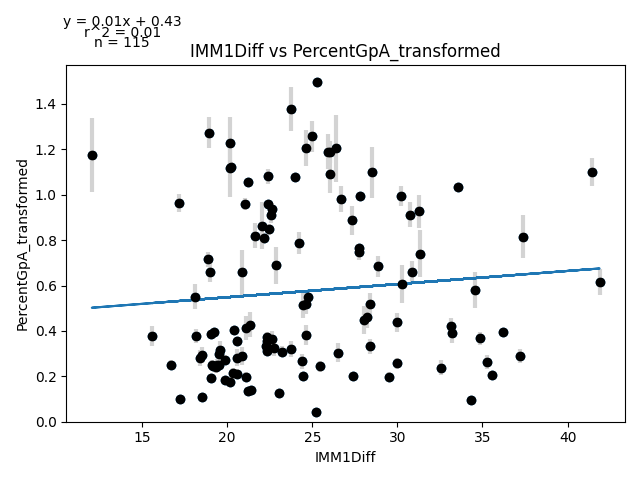 y = 0.01x + 0.43
r^2 = 0.01
n = 115
IMM1Diff vs PercentGpA_transformed
PercentGpA_transformed
1.4
1.2
1.0
0.8
0.6
0.4
0.2
0.0
15 20 25 30 35 40
IMM1Diff